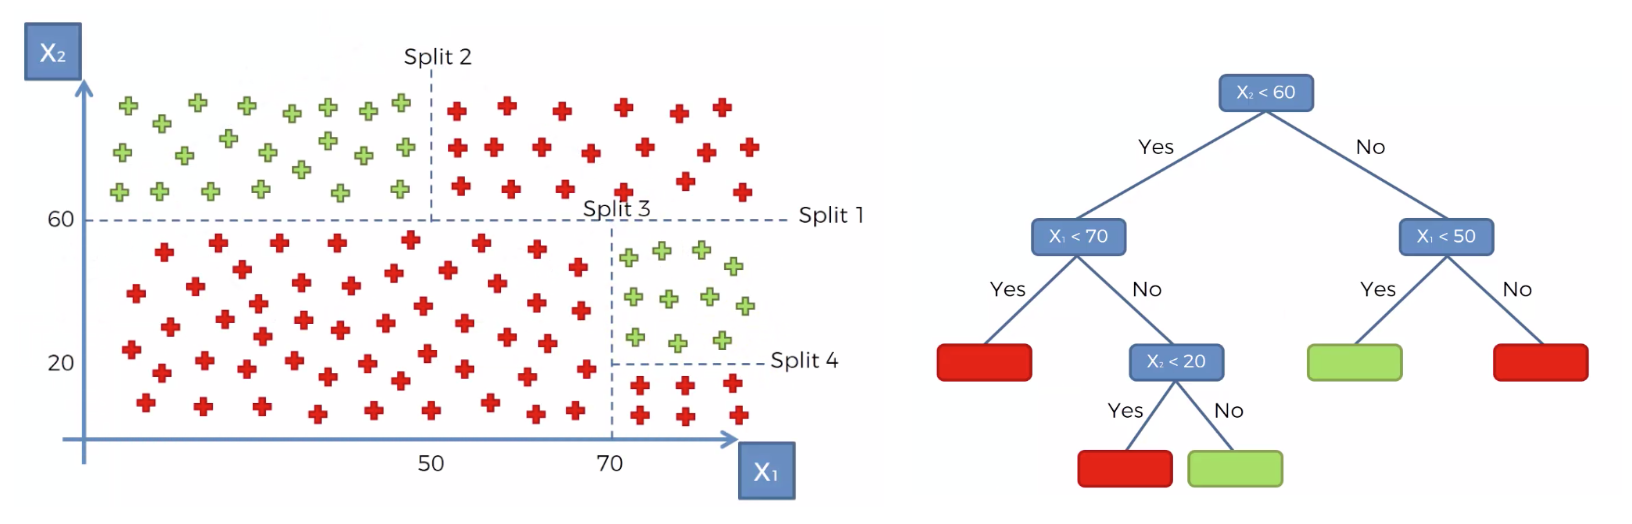 X₂
Split 2
60
Split 3
Split 1
20
Split 4
50
70
X₁
X₂ < 60
Yes
No
X₁ < 70
X₁ < 50
Yes
No
Yes
No
X₂ < 20
Yes
No